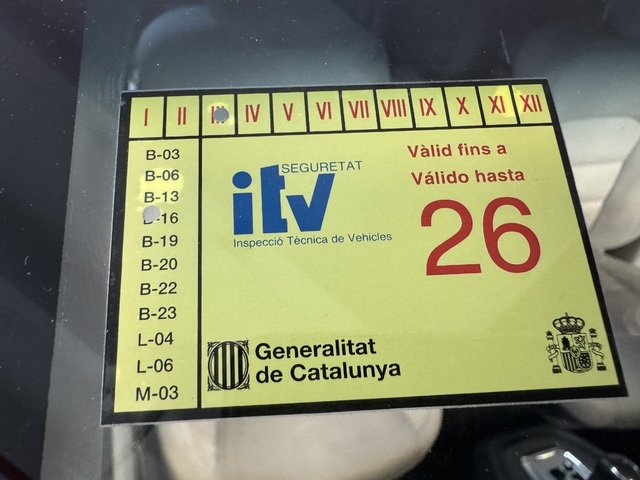 I II III IV V VI VII VIII IX X XI XII
B-03
B-06
B-13
B-16
B-19
B-20
B-22
B-23
L-04
L-06
M-03
SEGURETAT
itv
Inspecció Tècnica de Vehicles
Vàlid fins a
Válido hasta
26
Generalitat
de Catalunya